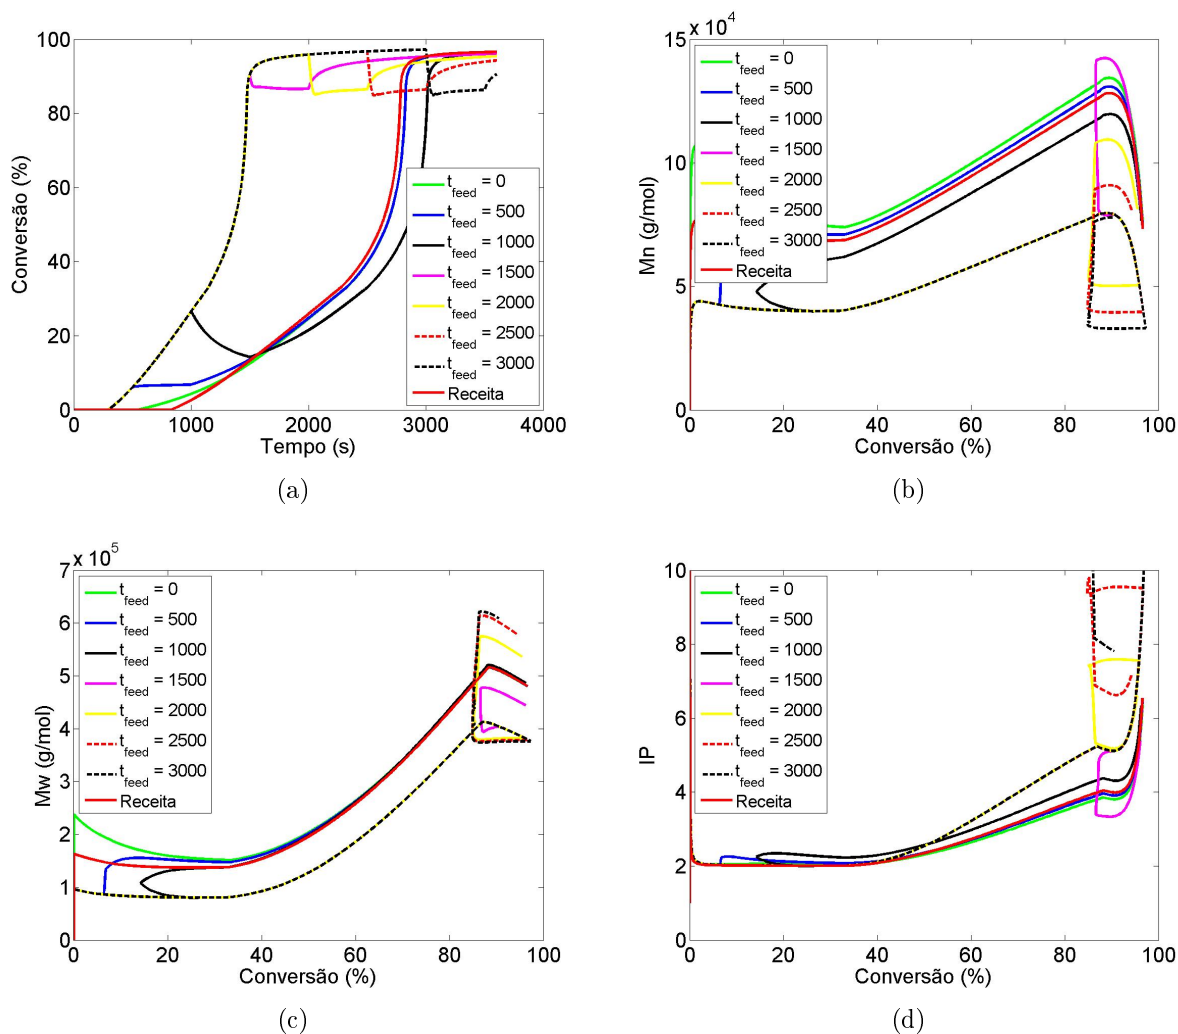 100
80
60
40
20
0
Conversão (%)
0 1000 2000 3000 4000
Tempo (s)
t_feed = 0
t_feed = 500
t_feed = 1000
t_feed = 1500
t_feed = 2000
t_feed = 2500
t_feed = 3000
Receita
(a)
x 10^4
15
10
5
0
Mn (g/mol)
0 20 40 60 80 100
Conversão (%)
t_feed = 0
t_feed = 500
t_feed = 1000
t_feed = 1500
t_feed = 2000
t_feed = 2500
t_feed = 3000
Receita
(b)
x 10^5
7
6
5
4
3
2
1
0
Mw (g/mol)
0 20 40 60 80 100
Conversão (%)
t_feed = 0
t_feed = 500
t_feed = 1000
t_feed = 1500
t_feed = 2000
t_feed = 2500
t_feed = 3000
Receita
(c)
10
8
6
4
2
0
IP
0 20 40 60 80 100
Conversão (%)
t_feed = 0
t_feed = 500
t_feed = 1000
t_feed = 1500
t_feed = 2000
t_feed = 2500
t_feed = 3000
Receita
(d)